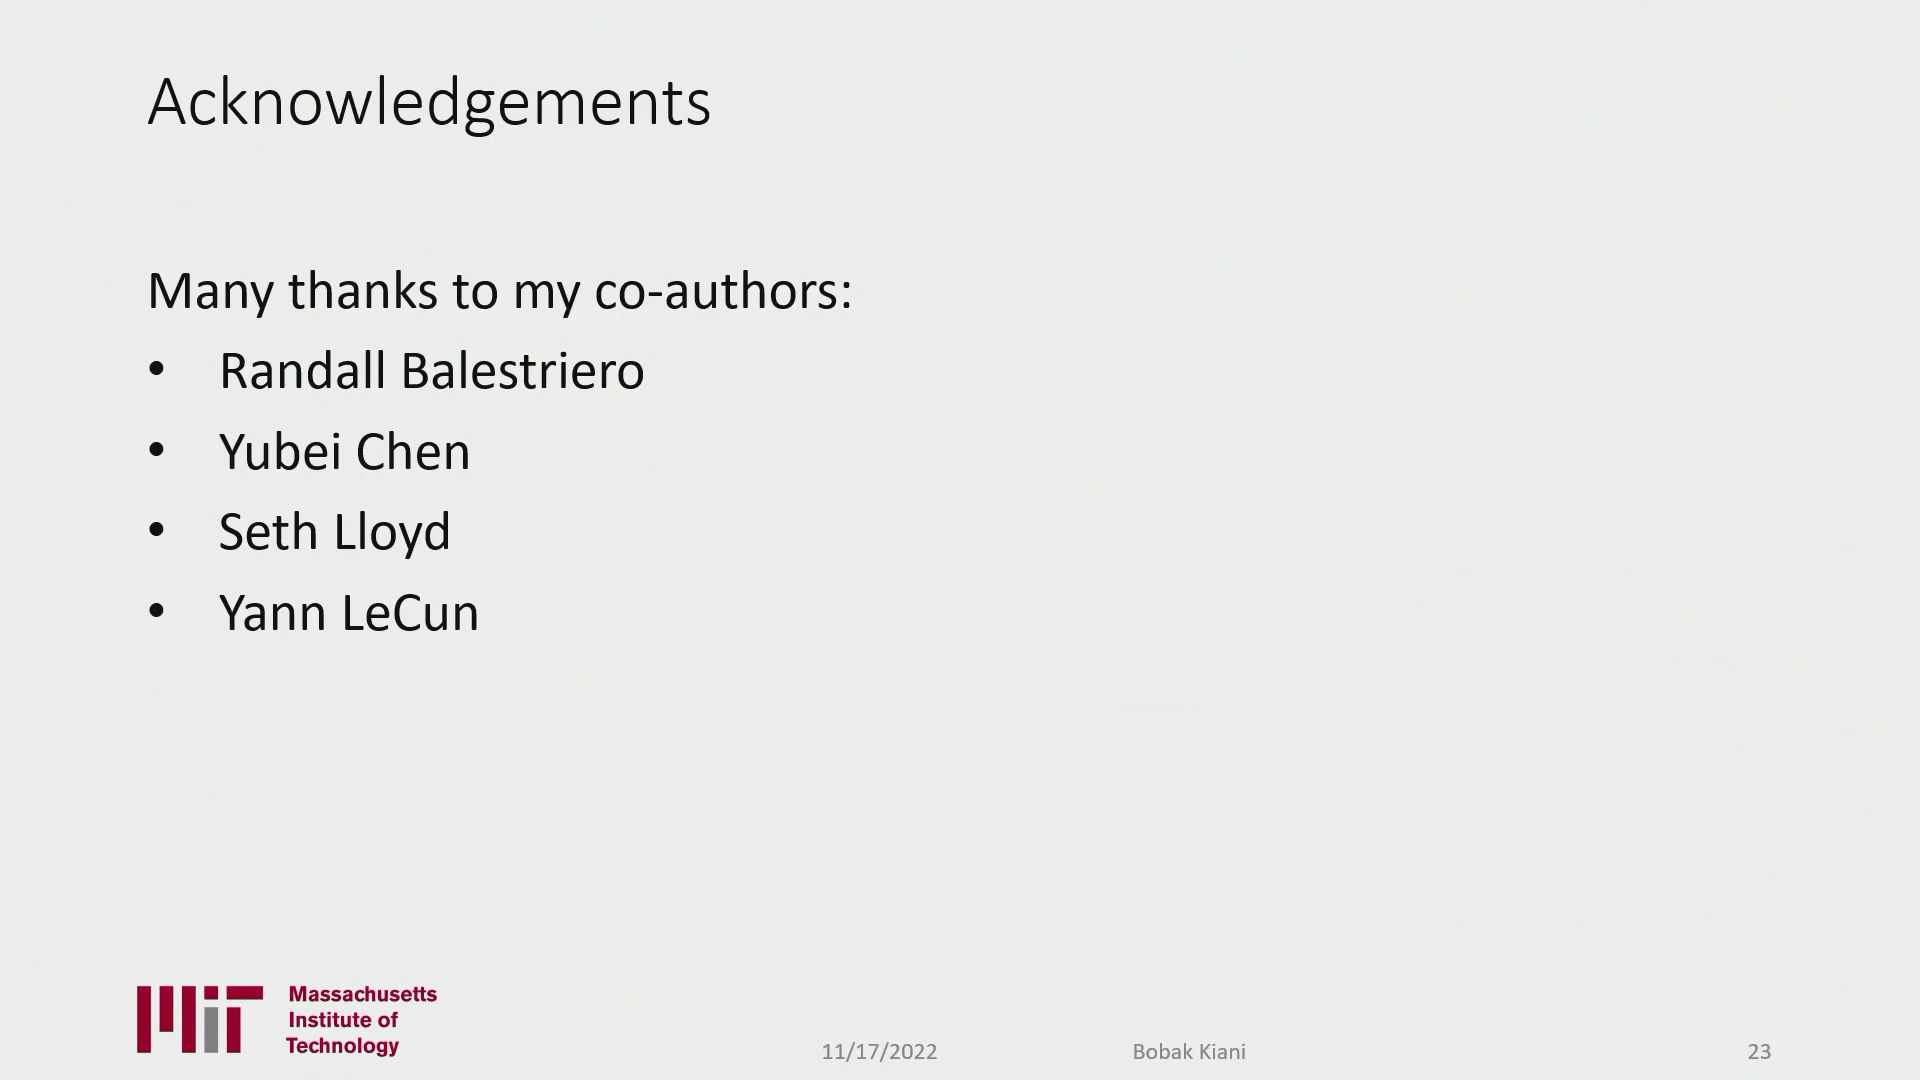 Acknowledgements
Many thanks to my co-authors:
• Randall Balestriero
• Yubei Chen
• Seth Lloyd
• Yann LeCun
MIT
Massachusetts
Institute of
Technology
11/17/2022
Bobak Kiani
23